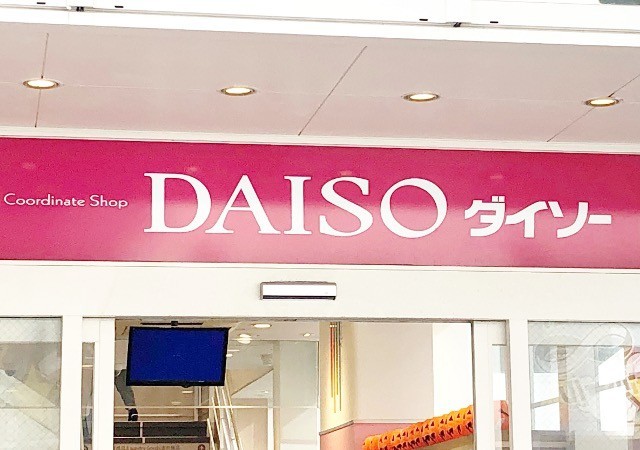 Coordinate Shop DAISO ダイソー